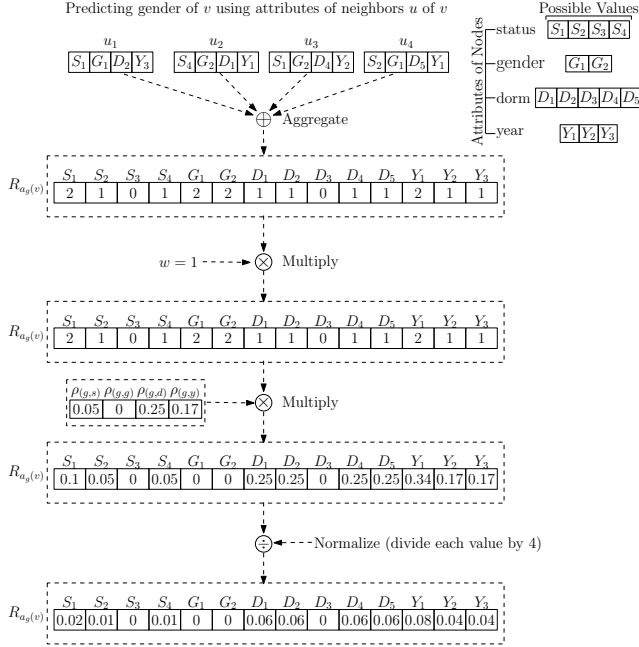 Predicting gender of v using attributes of neighbors u of v
Possible Values
Attributes of Nodes
status S1 S2 S3 S4
gender G1 G2
dorm D1 D2 D3 D4 D5
year Y1 Y2 Y3
u1 u2 u3 u4
S1 G1 D2 Y3 S4 G2 D1 Y1 S1 G2 D4 Y2 S2 G1 D5 Y1
⊕ Aggregate
S1 S2 S3 S4 G1 G2 D1 D2 D3 D4 D5 Y1 Y2 Y3
R_{a_g(v)} 2 1 0 1 2 2 1 1 0 1 1 2 1 1
w = 1 ⊗ Multiply
S1 S2 S3 S4 G1 G2 D1 D2 D3 D4 D5 Y1 Y2 Y3
R_{a_g(v)} 2 1 0 1 2 2 1 1 0 1 1 2 1 1
ρ(g,s) ρ(g,g) ρ(g,d) ρ(g,y)
0.05 0 0.25 0.17 ⊗ Multiply
S1 S2 S3 S4 G1 G2 D1 D2 D3 D4 D5 Y1 Y2 Y3
R_{a_g(v)} 0.1 0.05 0 0.05 0 0 0.25 0.25 0 0.25 0.25 0.34 0.17 0.17
÷ Normalize (divide each value by 4)
S1 S2 S3 S4 G1 G2 D1 D2 D3 D4 D5 Y1 Y2 Y3
R_{a_g(v)} 0.02 0.01 0 0.01 0 0 0.06 0.06 0 0.06 0.06 0.08 0.04 0.04